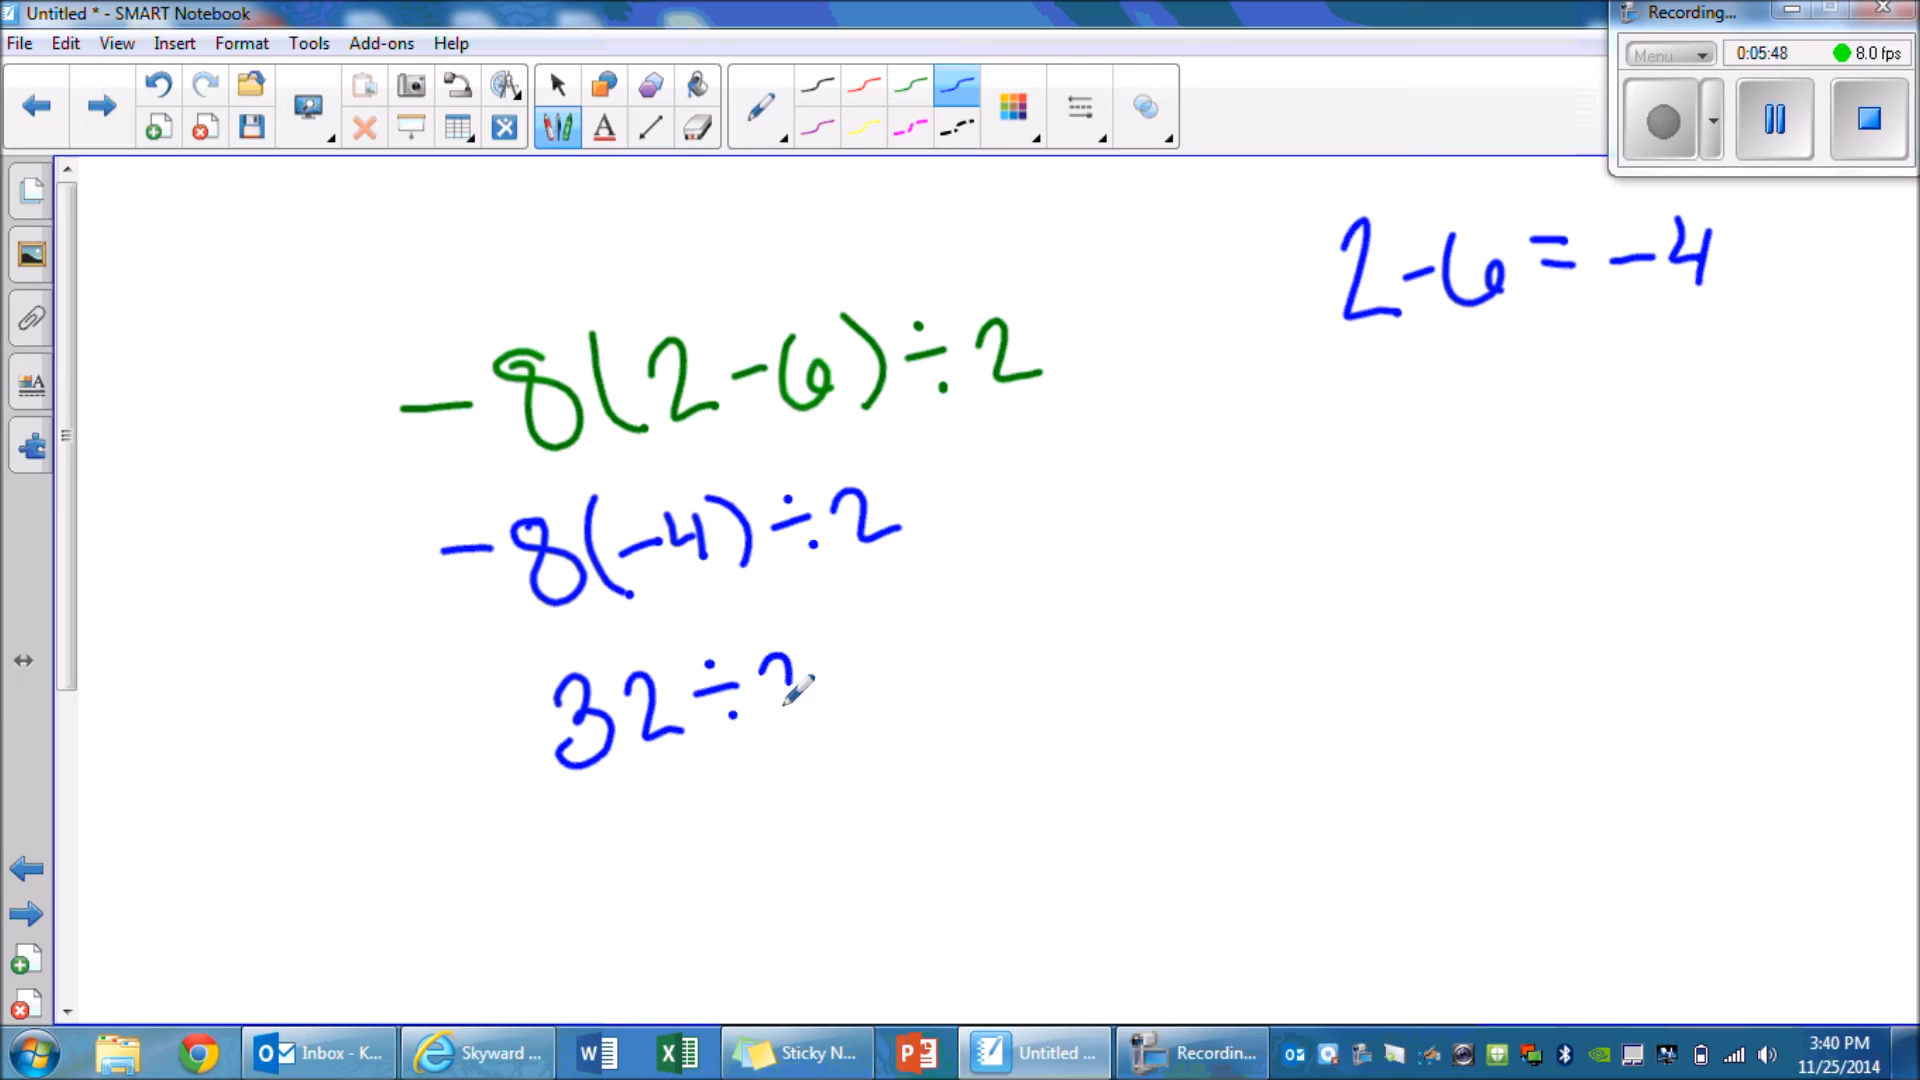 Untitled * - SMART Notebook
Recording...
File Edit View Insert Format Tools Add-ons Help
Menu 0:05:48 8.0 fps
2-6=-4
-8(2-6)÷2
-8(-4)÷2
32÷2
Inbox - K... Skyward ... Sticky N... Untitled ... Recordin... 3:40 PM
11/25/2014